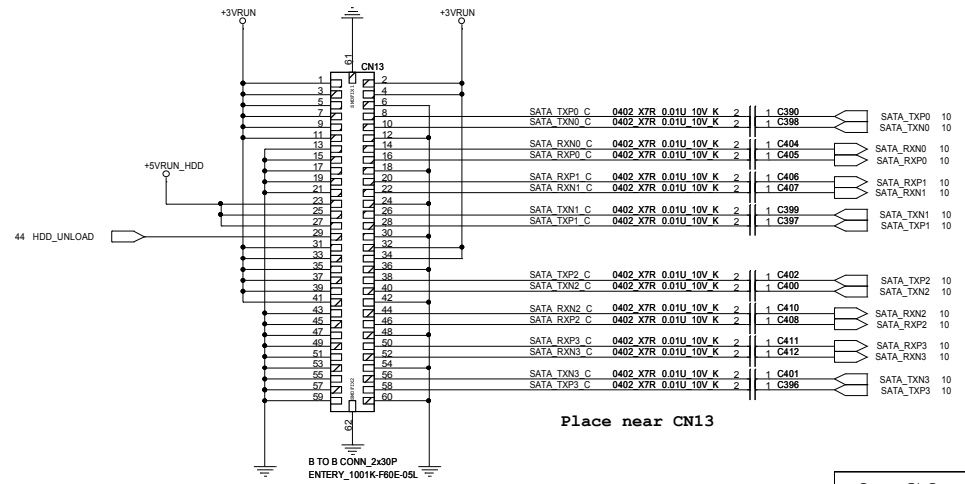 +3VRUN +3VRUN
61
CN13
GNDFIX1
1 2
3 4
5 6
7 8 SATA_TXP0_C 0402_X7R 0.01U_10V_K 2 1 C390 SATA_TXP0 10
9 10 SATA_TXN0_C 0402_X7R 0.01U_10V_K 2 1 C398 SATA_TXN0 10
11 12
13 14 SATA_RXN0_C 0402_X7R 0.01U_10V_K 2 1 C404 SATA_RXN0 10
15 16 SATA_RXP0_C 0402_X7R 0.01U_10V_K 2 1 C405 SATA_RXP0 10
+5VRUN_HDD
17 18
19 20 SATA_RXP1_C 0402_X7R 0.01U_10V_K 2 1 C406 SATA_RXP1 10
21 22 SATA_RXN1_C 0402_X7R 0.01U_10V_K 2 1 C407 SATA_RXN1 10
23 24
25 26 SATA_TXN1_C 0402_X7R 0.01U_10V_K 2 1 C399 SATA_TXN1 10
27 28 SATA_TXP1_C 0402_X7R 0.01U_10V_K 2 1 C397 SATA_TXP1 10
44 HDD_UNLOAD 29 30
31 32
33 34
35 36
37 38 SATA_TXP2_C 0402_X7R 0.01U_10V_K 2 1 C402 SATA_TXP2 10
39 40 SATA_TXN2_C 0402_X7R 0.01U_10V_K 2 1 C400 SATA_TXN2 10
41 42
43 44 SATA_RXN2_C 0402_X7R 0.01U_10V_K 2 1 C410 SATA_RXN2 10
45 46 SATA_RXP2_C 0402_X7R 0.01U_10V_K 2 1 C408 SATA_RXP2 10
47 48
49 50 SATA_RXP3_C 0402_X7R 0.01U_10V_K 2 1 C411 SATA_RXP3 10
51 52 SATA_RXN3_C 0402_X7R 0.01U_10V_K 2 1 C412 SATA_RXN3 10
53 54
55 56 SATA_TXN3_C 0402_X7R 0.01U_10V_K 2 1 C401 SATA_TXN3 10
57 58 SATA_TXP3_C 0402_X7R 0.01U_10V_K 2 1 C396 SATA_TXP3 10
59 60
GNDFIX2
62
Place near CN13
B TO B CONN_2x30P
ENTERY_1001K-F60E-05L